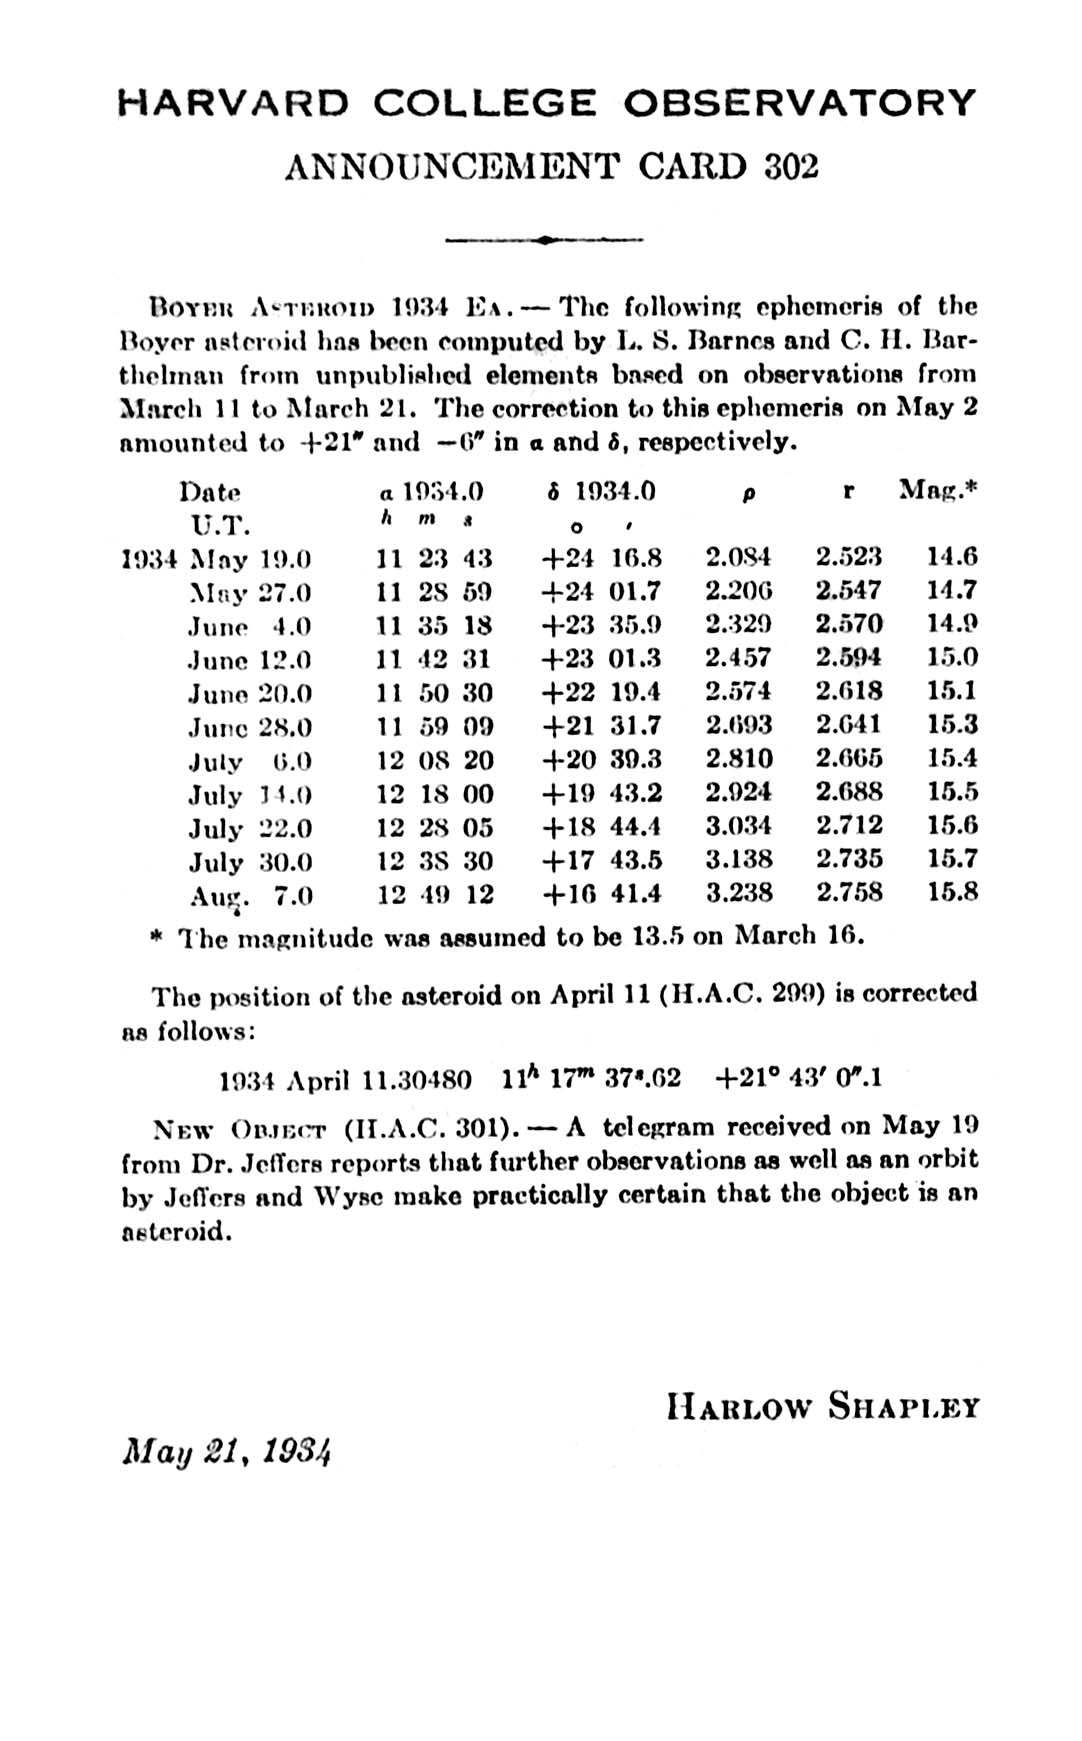 HARVARD COLLEGE OBSERVATORY
ANNOUNCEMENT CARD 302
BOYER ASTEROID 1934 EA. — The following ephemeris of the
Boyer asteroid has been computed by L. S. Barnes and C. H. Bar-
thelman from unpublished elements based on observations from
March 11 to March 21. The correction to this ephemeris on May 2
amounted to +21″ and −6″ in α and δ, respectively.
Date α 1934.0 δ 1934.0 ρ r Mag.*
U.T. h m s ° ′
1934 May 19.0 11 23 43 +24 16.8 2.084 2.523 14.6
May 27.0 11 28 59 +24 01.7 2.206 2.547 14.7
June 4.0 11 35 18 +23 35.9 2.329 2.570 14.9
June 12.0 11 42 31 +23 01.3 2.457 2.594 15.0
June 20.0 11 50 30 +22 19.4 2.574 2.618 15.1
June 28.0 11 59 09 +21 31.7 2.693 2.641 15.3
July 6.0 12 08 20 +20 39.3 2.810 2.665 15.4
July 14.0 12 18 00 +19 43.2 2.924 2.688 15.5
July 22.0 12 28 05 +18 44.4 3.034 2.712 15.6
July 30.0 12 38 30 +17 43.5 3.138 2.735 15.7
Aug. 7.0 12 49 12 +16 41.4 3.238 2.758 15.8
* The magnitude was assumed to be 13.5 on March 16.
The position of the asteroid on April 11 (H.A.C. 299) is corrected
as follows:
1934 April 11.30480 11ʰ 17ᵐ 37ˢ.62 +21° 43′ 0″.1
NEW OBJECT (H.A.C. 301). — A telegram received on May 19
from Dr. Jeffers reports that further observations as well as an orbit
by Jeffers and Wyse make practically certain that the object is an
asteroid.
HARLOW SHAPLEY
May 21, 1934